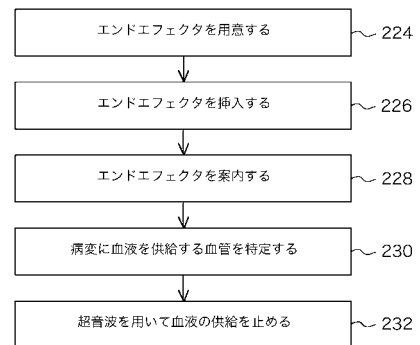 エンドエフェクタを用意する 224
エンドエフェクタを挿入する 226
エンドエフェクタを案内する 228
病変に血液を供給する血管を特定する 230
超音波を用いて血液の供給を止める 232